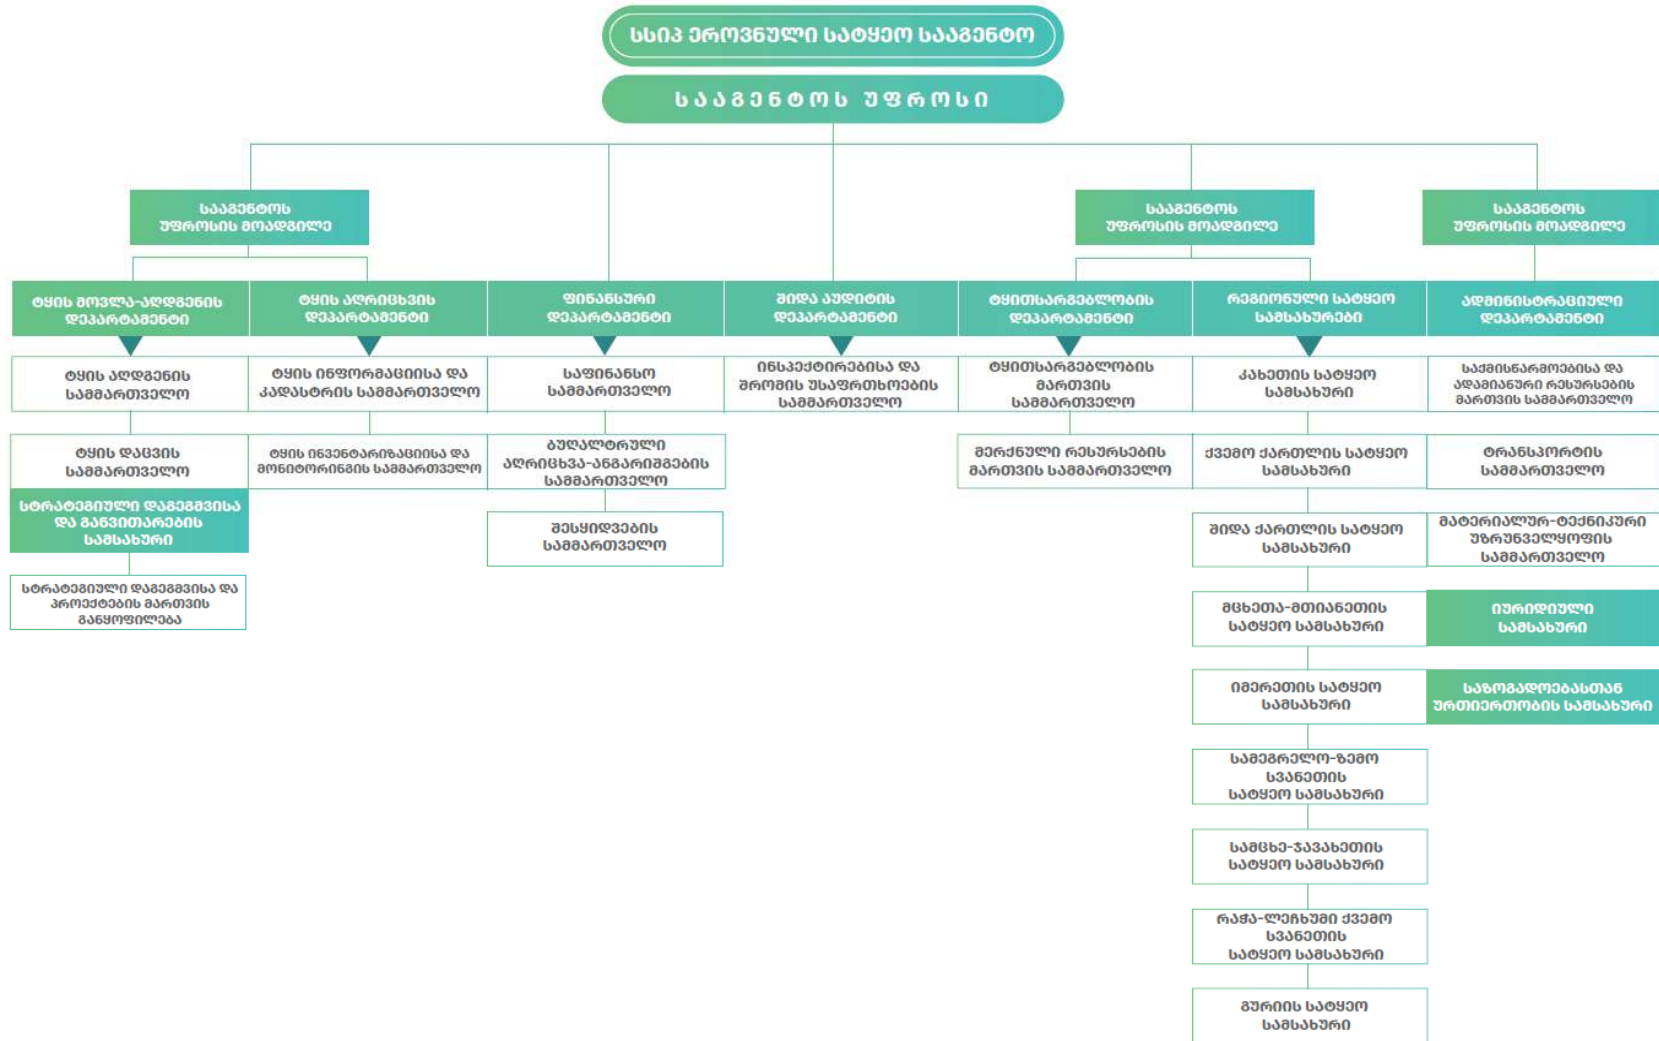 სსიპ ეროვნული სატყეო სააგენტო
სააგენტოს უფროსი
სააგენტოს
უფროსის მოადგილე
სააგენტოს
უფროსის მოადგილე
სააგენტოს
უფროსის მოადგილე
ტყის მოვლა-აღდგენის
დეპარტამენტი
ტყის აღრიცხვის
დეპარტამენტი
ფინანსური
დეპარტამენტი
შიდა აუდიტის
დეპარტამენტი
ტყითსარგებლობის
დეპარტამენტი
რეგიონული სატყეო
სამსახურები
ადმინისტრაციული
დეპარტამენტი
ტყის აღდგენის
სამმართველო
ტყის ინფორმაციისა და
კადასტრის სამმართველო
საფინანსო
სამმართველო
ინსპექტირებისა და
შრომის უსაფრთხოების
სამმართველო
ტყითსარგებლობის
მართვის
სამმართველო
კახეთის სატყეო
სამსახური
საქმისწარმოებისა და
ადამიანური რესურსების
მართვის სამმართველო
ტყის დაცვის
სამმართველო
ტყის ინვენტარიზაციისა და
მონიტორინგის სამმართველო
ბუღალტრული
აღრიცხვა-ანგარიშგების
სამმართველო
მერქნული რესურსების
მართვის სამმართველო
ქვემო ქართლის სატყეო
სამსახური
ტრანსპორტის
სამმართველო
სტრატეგიული დაგეგმვისა
და განვითარების
სამსახური
შესყიდვების
სამმართველო
შიდა ქართლის სატყეო
სამსახური
მატერიალურ-ტექნიკური
უზრუნველყოფის
სამმართველო
სტრატეგიული დაგეგმვისა და
პროექტების მართვის
განყოფილება
მცხეთა-მთიანეთის
სატყეო სამსახური
იურიდიული
სამსახური
იმერეთის სატყეო
სამსახური
საზოგადოებასთან
ურთიერთობის სამსახური
სამეგრელო-ზემო
სვანეთის
სატყეო სამსახური
სამცხე-ჯავახეთის
სატყეო სამსახური
რაჭა-ლეჩხუმი ქვემო
სვანეთის
სატყეო სამსახური
გურიის სატყეო
სამსახური